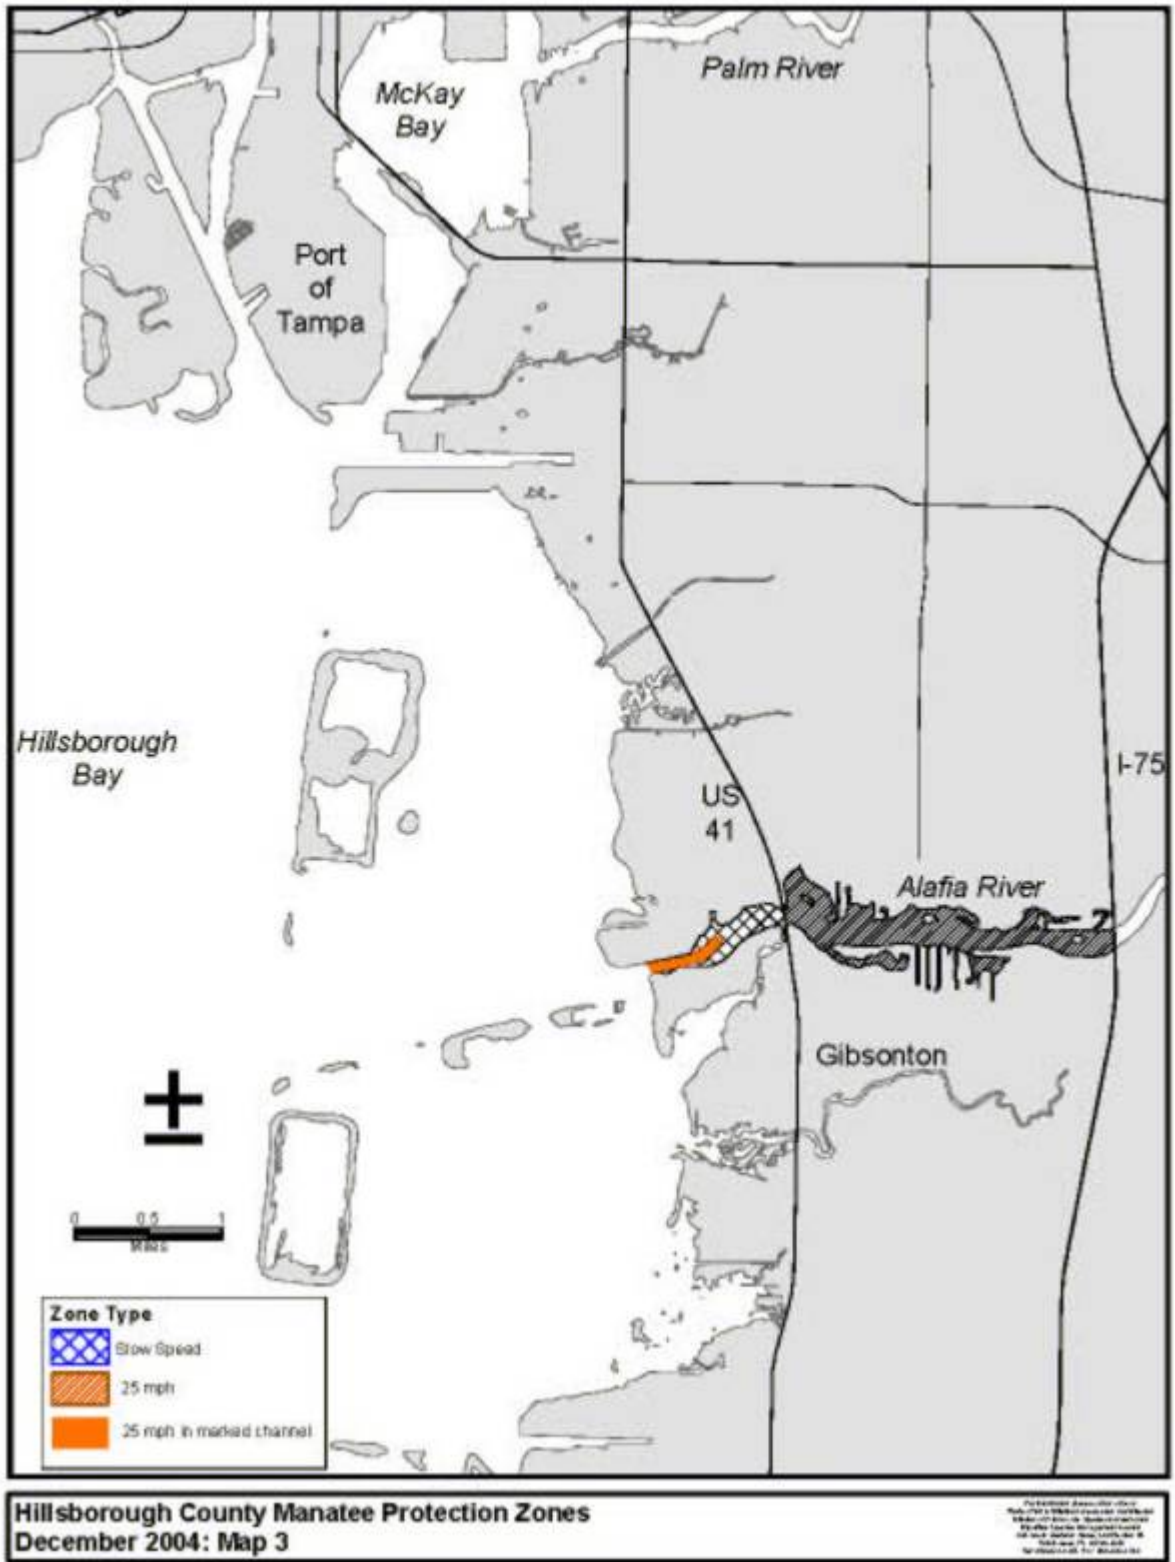 Palm River
McKay
Bay
Port
of
Tampa
Hillsborough
Bay
I-75
US
41
Alafia River
Gibsonton
0 0.5 1
Miles
Zone Type
Slow Speed
25 mph
25 mph in marked channel
Hillsborough County Manatee Protection Zones
December 2004: Map 3